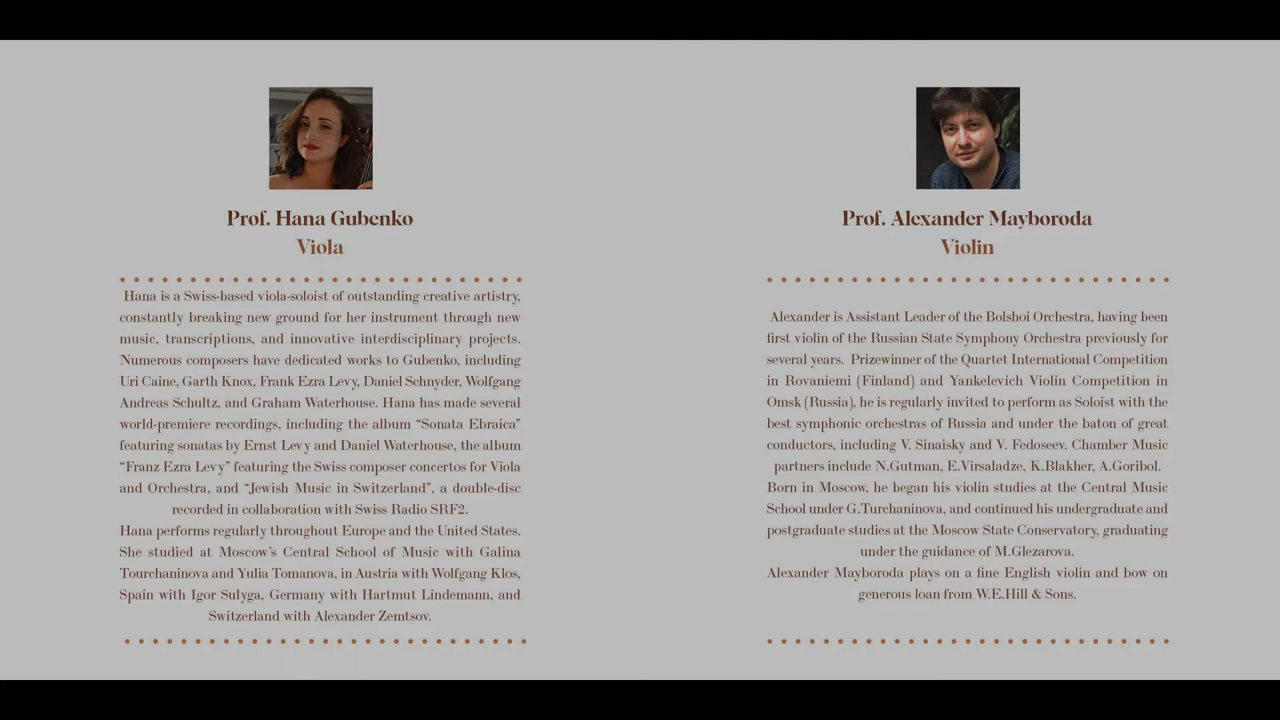 Prof. Hana Gubenko
Viola
Hana is a Swiss-based viola-soloist of outstanding creative artistry,
constantly breaking new ground for her instrument through new
music, transcriptions, and innovative interdisciplinary projects.
Numerous composers have dedicated works to Gubenko, including
Uri Caine, Garth Knox, Frank Ezra Levy, Daniel Schnyder, Wolfgang
Andreas Schultz, and Graham Waterhouse. Hana has made several
world-premiere recordings, including the album “Sonata Ebraica”
featuring sonatas by Ernst Levy and Daniel Waterhouse, the album
“Franz Ezra Levy” featuring the Swiss composer concertos for Viola
and Orchestra, and “Jewish Music in Switzerland”, a double-disc
recorded in collaboration with Swiss Radio SRF2.
Hana performs regularly throughout Europe and the United States.
She studied at Moscow’s Central School of Music with Galina
Tourchaninova and Yulia Tomanova, in Austria with Wolfgang Klos,
Spain with Igor Sulyga, Germany with Hartmut Lindemann, and
Switzerland with Alexander Zemtsov.
Prof. Alexander Mayboroda
Violin
Alexander is Assistant Leader of the Bolshoi Orchestra, having been
first violin of the Russian State Symphony Orchestra previously for
several years. Prizewinner of the Quartet International Competition
in Rovaniemi (Finland) and Yankelevich Violin Competition in
Omsk (Russia), he is regularly invited to perform as Soloist with the
best symphonic orchestras of Russia and under the baton of great
conductors, including V. Sinaisky and V. Fedoseev. Chamber Music
partners include N.Gutman, E.Virsaladze, K.Blakher, A.Goribol.
Born in Moscow, he began his violin studies at the Central Music
School under G.Turchaninova, and continued his undergraduate and
postgraduate studies at the Moscow State Conservatory, graduating
under the guidance of M.Glezarova.
Alexander Mayboroda plays on a fine English violin and bow on
generous loan from W.E.Hill & Sons.